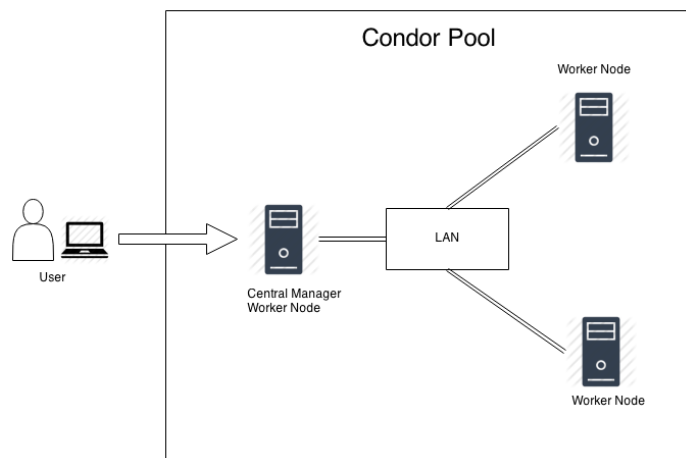 Condor Pool
Worker Node
LAN
User
Central Manager
Worker Node
Worker Node